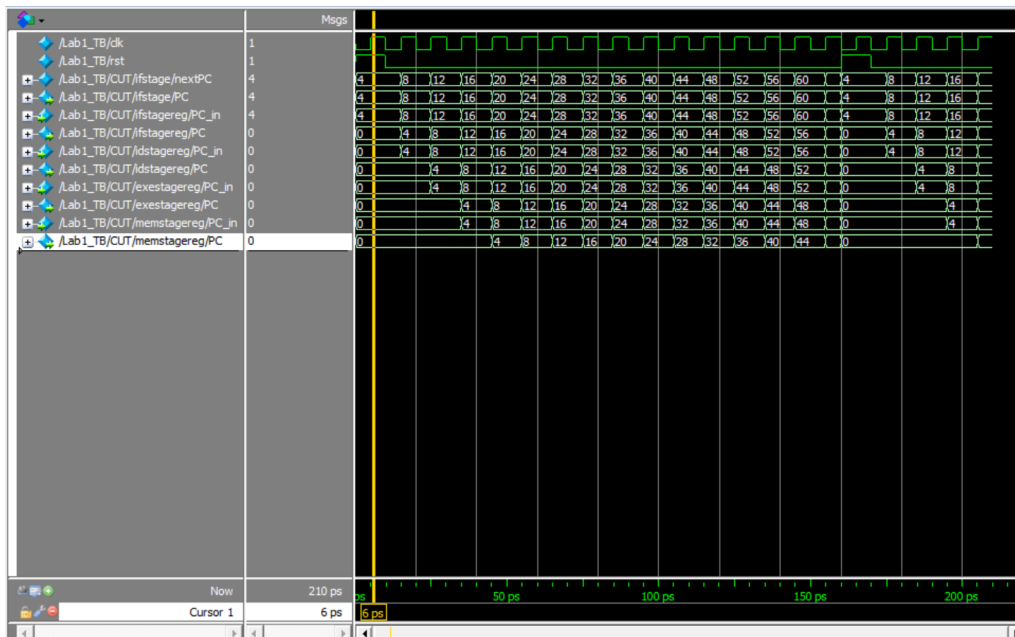 Msgs
/Lab1_TB/clk 1
/Lab1_TB/rst 1
/Lab1_TB/CUT/ifstage/nextPC 4 4 8 12 16 20 24 28 32 36 40 44 48 52 56 60 4 8 12 16
/Lab1_TB/CUT/ifstage/PC 4 4 8 12 16 20 24 28 32 36 40 44 48 52 56 60 4 8 12 16
/Lab1_TB/CUT/ifstagereg/PC_in 4 4 8 12 16 20 24 28 32 36 40 44 48 52 56 60 4 8 12 16
/Lab1_TB/CUT/ifstagereg/PC 0 0 4 8 12 16 20 24 28 32 36 40 44 48 52 56 0 4 8 12
/Lab1_TB/CUT/idstagereg/PC_in 0 0 4 8 12 16 20 24 28 32 36 40 44 48 52 56 0 4 8 12
/Lab1_TB/CUT/idstagereg/PC 0 0 4 8 12 16 20 24 28 32 36 40 44 48 52 0 4 8
/Lab1_TB/CUT/exestagereg/PC_in 0 0 4 8 12 16 20 24 28 32 36 40 44 48 52 0 4 8
/Lab1_TB/CUT/exestagereg/PC 0 0 4 8 12 16 20 24 28 32 36 40 44 48 0 4
/Lab1_TB/CUT/memstagereg/PC_in 0 0 4 8 12 16 20 24 28 32 36 40 44 48 0 4
/Lab1_TB/CUT/memstagereg/PC 0 0 4 8 12 16 20 24 28 32 36 40 44 0
Now 210 ps ps 50 ps 100 ps 150 ps 200 ps
Cursor 1 6 ps 6 ps